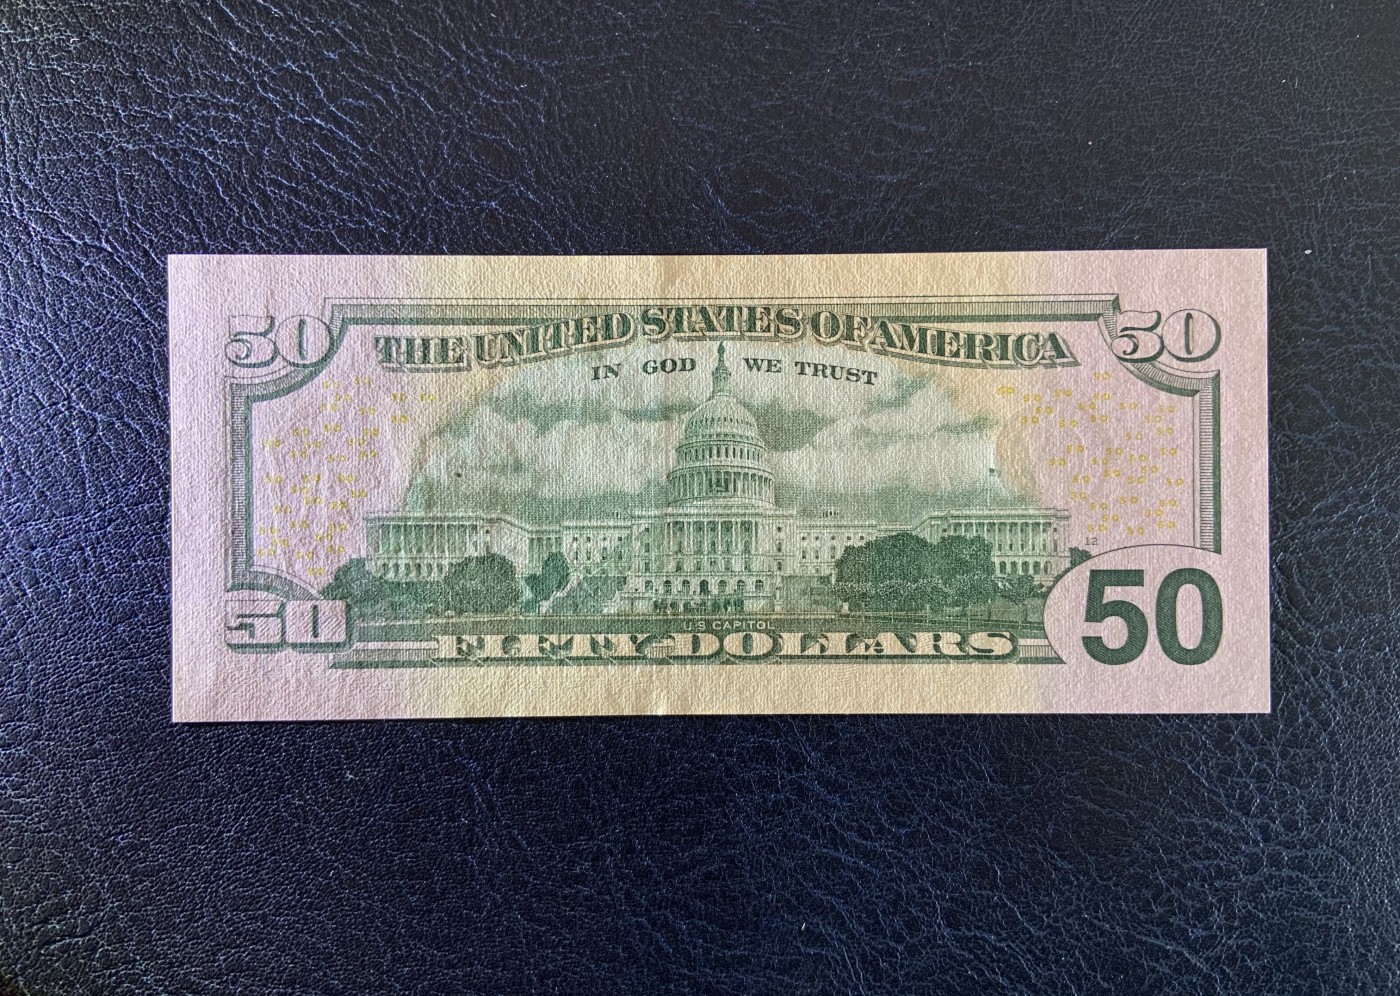 50 THE UNITED STATES OF AMERICA 50
IN GOD WE TRUST
12
U.S. CAPITOL
50 FIFTY DOLLARS 50